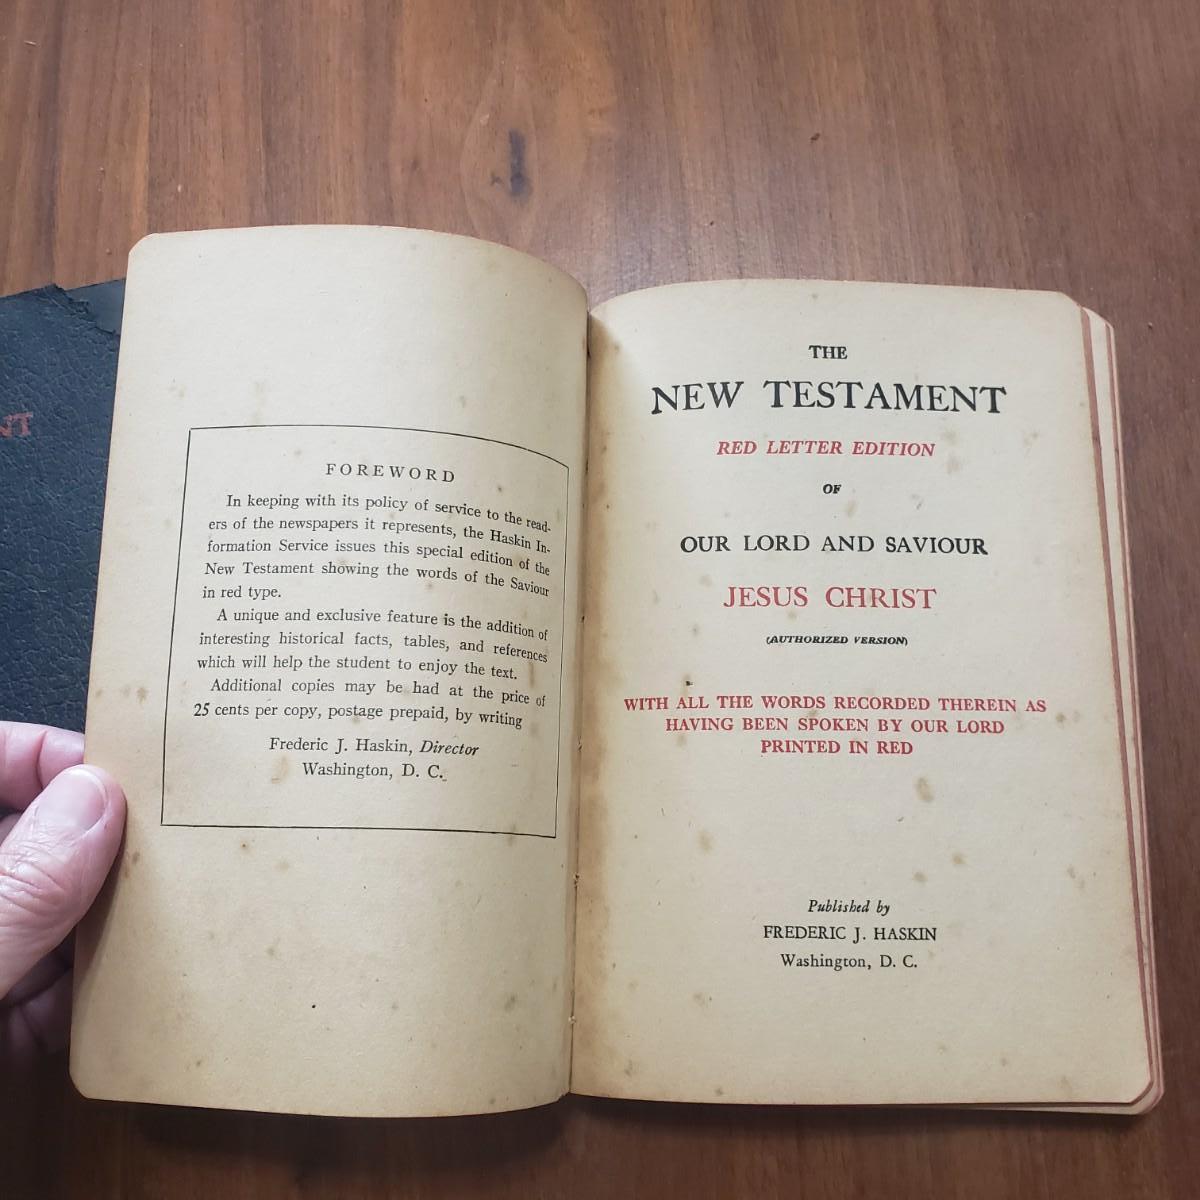 NT
FOREWORD
In keeping with its policy of service to the read-
ers of the newspapers it represents, the Haskin In-
formation Service issues this special edition of the
New Testament showing the words of the Saviour
in red type.
A unique and exclusive feature is the addition of
interesting historical facts, tables, and references
which will help the student to enjoy the text.
Additional copies may be had at the price of
25 cents per copy, postage prepaid, by writing
Frederic J. Haskin, Director
Washington, D. C.
THE
NEW TESTAMENT
RED LETTER EDITION
OF
OUR LORD AND SAVIOUR
JESUS CHRIST
(AUTHORIZED VERSION)
WITH ALL THE WORDS RECORDED THEREIN AS
HAVING BEEN SPOKEN BY OUR LORD
PRINTED IN RED
Published by
FREDERIC J. HASKIN
Washington, D. C.